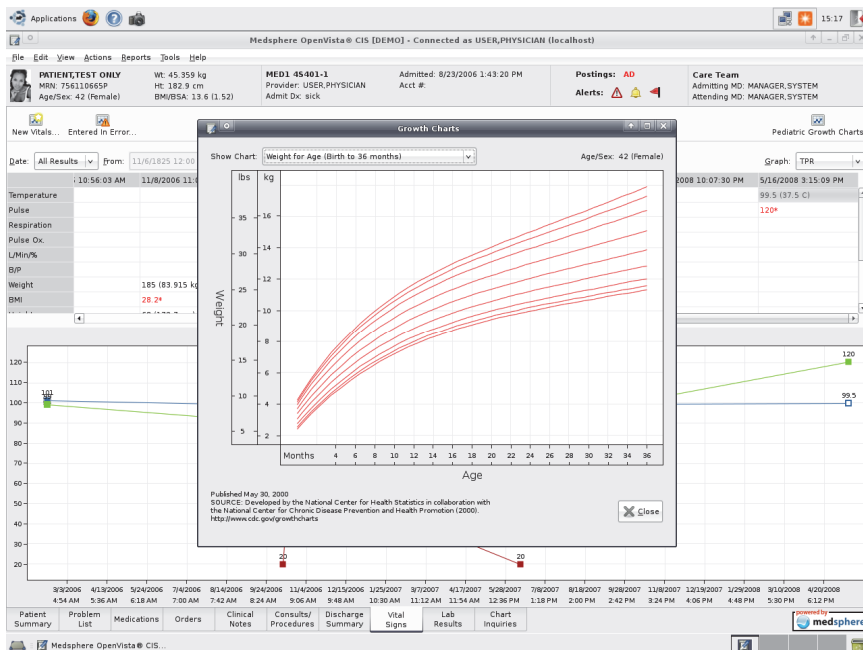 Applications
15:17
Medsphere OpenVista® CIS [DEMO] - Connected as USER,PHYSICIAN (localhost)
File Edit View Actions Reports Tools Help
PATIENT,TEST ONLY
MRN: 756110665P
Age/Sex: 42 (Female)
Wt: 45.359 kg
Ht: 182.9 cm
BMI/BSA: 13.6 (1.52)
MED1 4S401-1
Provider: USER,PHYSICIAN
Admit Dx: sick
Admitted: 8/23/2006 1:43:20 PM
Acct #:
Postings: AD
Alerts:
Care Team
Admitting MD: MANAGER,SYSTEM
Attending MD: MANAGER,SYSTEM
New Vitals... Entered In Error...
Pediatric Growth Charts
Date: All Results From: 11/6/1825 12:00
Graph: TPR
10:56:03 AM 11/8/2006 11:0
2008 10:07:30 PM 5/16/2008 3:15:09 PM
Temperature 99.5 (37.5 C)
Pulse 120*
Respiration
Pulse Ox.
L/Min/%
B/P
Weight 185 (83.915 kg
BMI 28.2*
Growth Charts
Show Chart: Weight for Age (Birth to 36 months)
Age/Sex: 42 (Female)
lbs kg
35 30 25 20 15 10 5
16 14 12 10 8 6 4 2
Weight
Months 4 6 8 10 12 14 16 18 20 22 24 26 28 30 32 34 36
Age
Published May 30, 2000
SOURCE: Developed by the National Center for Health Statistics in collaboration with
the National Center for Chronic Disease Prevention and Health Promotion (2000).
http://www.cdc.gov/growthcharts
Close
120
110
100
90
80
70
60
50
40
30
20
101
120
99.5
20
20
3/3/2006 4/13/2006 5/24/2006 7/4/2006 8/14/2006 9/24/2006 11/4/2006 12/15/2006 1/25/2007 3/7/2007 4/17/2007 5/28/2007 7/8/2007 8/18/2007 9/28/2007 11/8/2007 12/19/2007 1/29/2008 3/10/2008 4/20/2008
4:54 AM 5:36 AM 6:18 AM 7:00 AM 7:42 AM 8:24 AM 9:06 AM 9:48 AM 10:30 AM 11:12 AM 11:54 AM 12:36 PM 1:18 PM 2:00 PM 2:42 PM 3:24 PM 4:06 PM 4:48 PM 5:30 PM 6:12 PM
Patient Summary
Problem List
Medications
Orders
Clinical Notes
Consults/ Procedures
Discharge Summary
Vital Signs
Lab Results
Chart Inquiries
powered by
medsphere
Medsphere OpenVista® CIS...